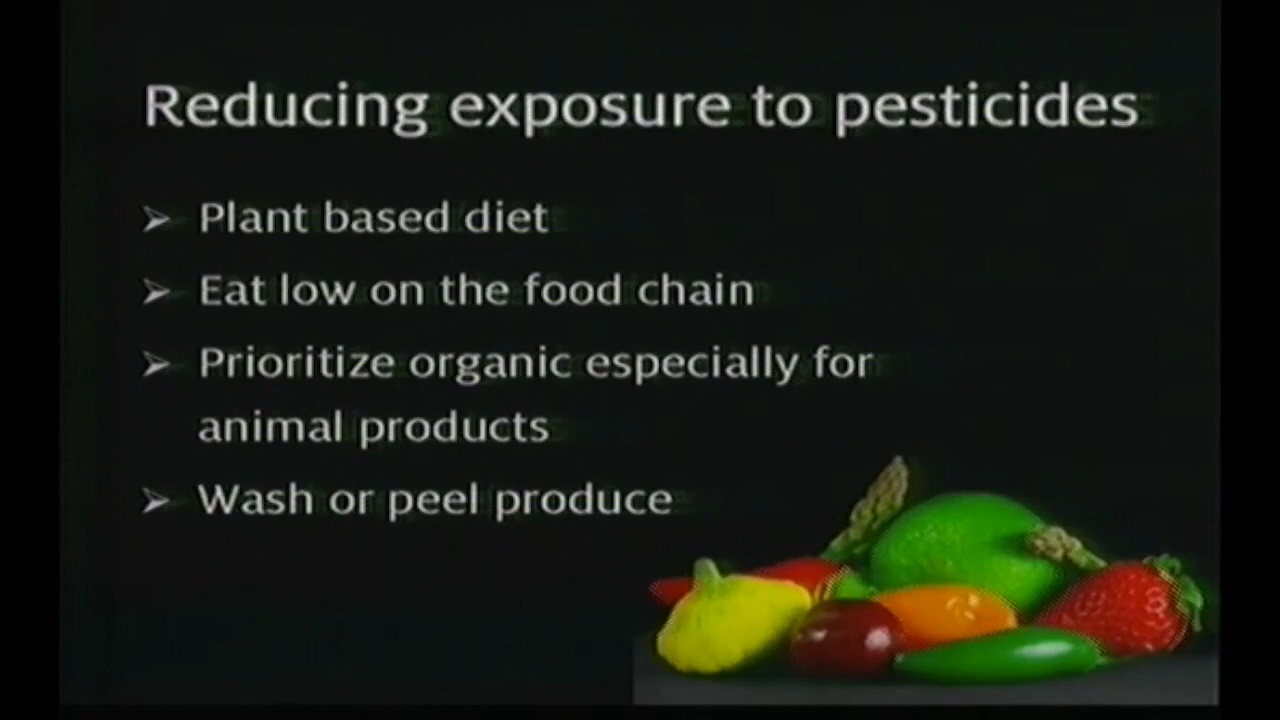 Reducing exposure to pesticides
➢ Plant based diet
➢ Eat low on the food chain
➢ Prioritize organic especially for
animal products
➢ Wash or peel produce